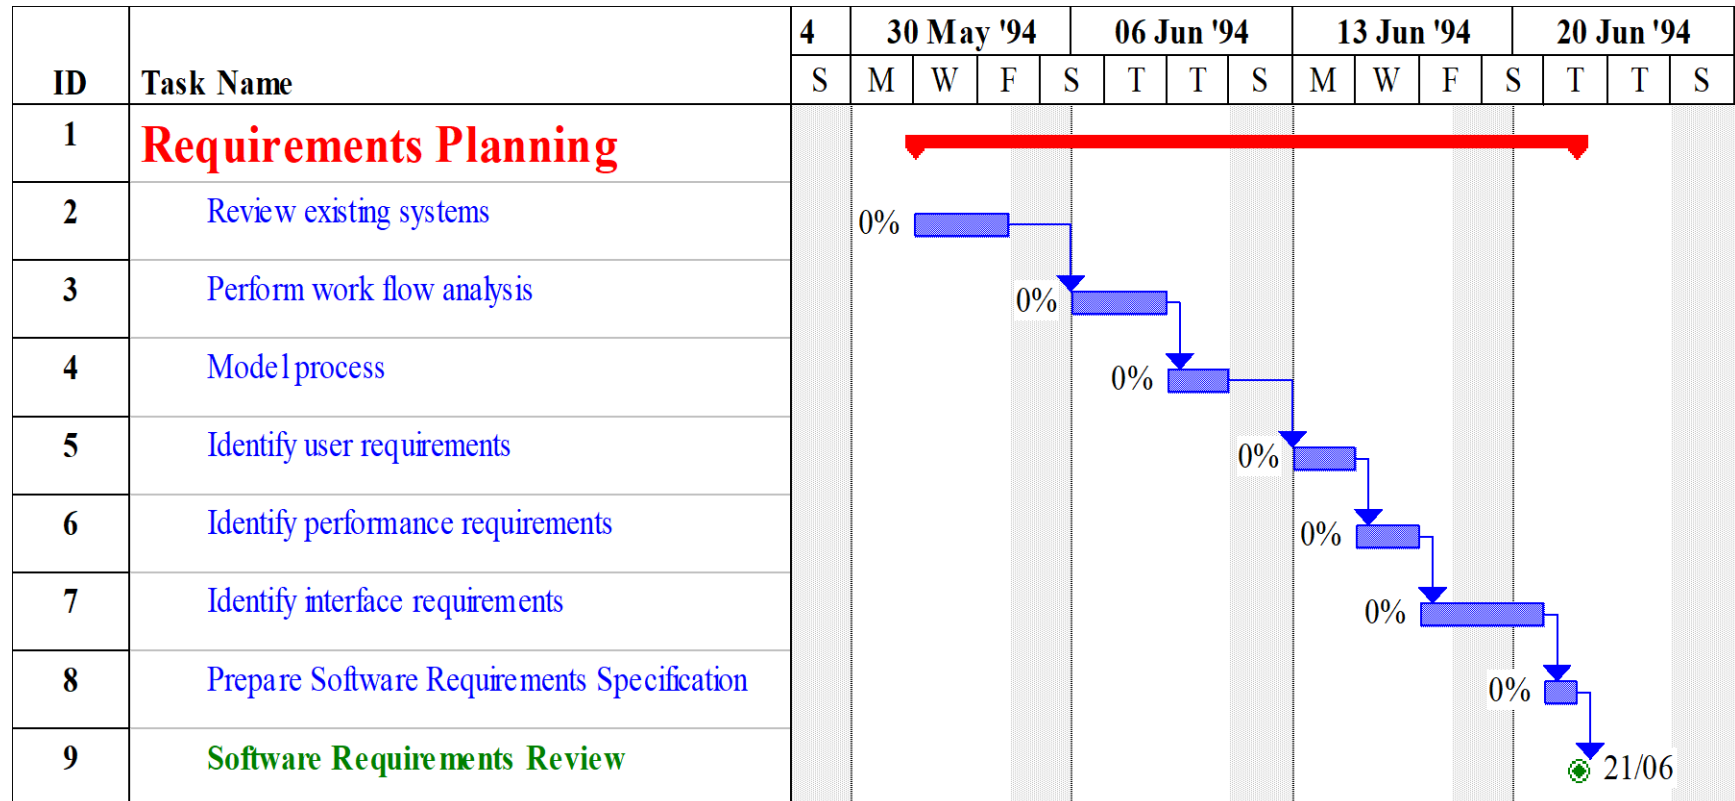 4 30 May '94 06 Jun '94 13 Jun '94 20 Jun '94
ID Task Name S M W F S T T S M W F S T T S
1 Requirements Planning
2 Review existing systems 0%
3 Perform work flow analysis 0%
4 Model process 0%
5 Identify user requirements 0%
6 Identify performance requirements 0%
7 Identify interface requirements 0%
8 Prepare Software Requirements Specification 0%
9 Software Requirements Review 21/06